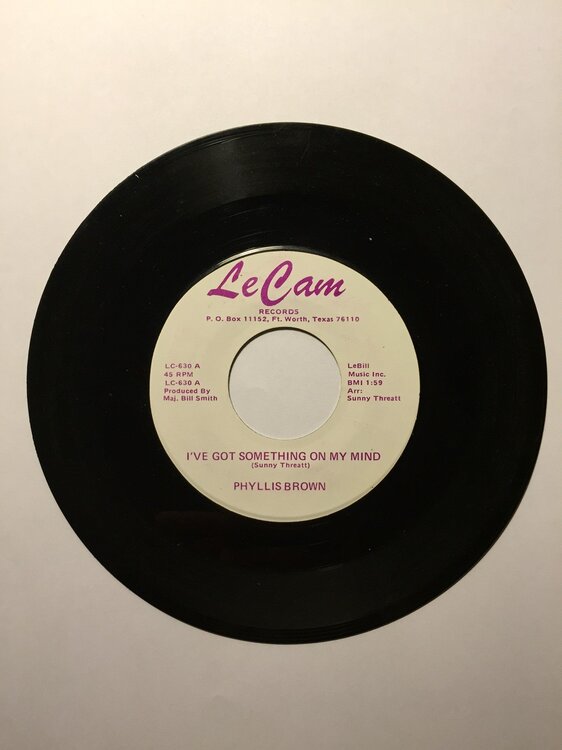 LeCam
RECORDS
P. O. Box 11152, Ft. Worth, Texas 76110
LC-630 A
45 RPM
LC-630 A
Produced By
Maj. Bill Smith
LeBill
Music Inc.
BMI 1:59
Arr:
Sunny Threatt
I'VE GOT SOMETHING ON MY MIND
(Sunny Threatt)
PHYLLIS BROWN